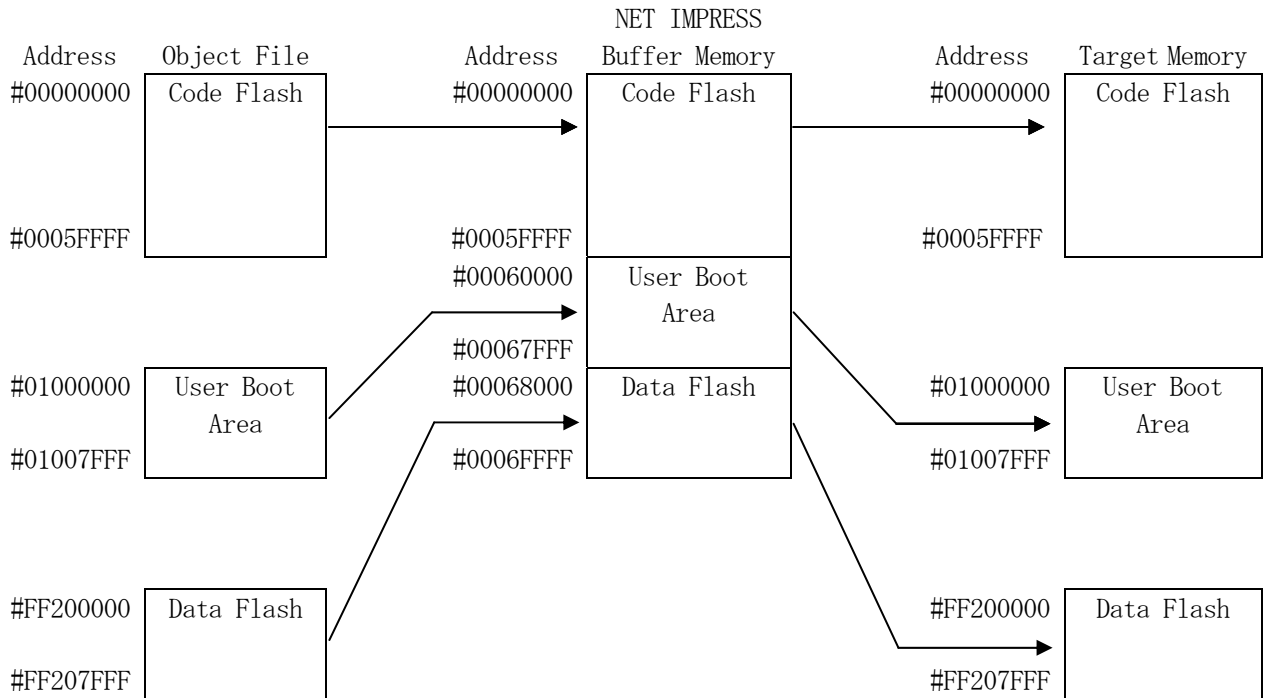 NET IMPRESS
Address Object File Address Buffer Memory Address Target Memory
#00000000 Code Flash #00000000 Code Flash #00000000 Code Flash
#0005FFFF #0005FFFF #0005FFFF
#00060000 User Boot
Area
#00067FFF
#01000000 User Boot #00068000 Data Flash #01000000 User Boot
Area Area
#01007FFF #0006FFFF #01007FFF
#FF200000 Data Flash #FF200000 Data Flash
#FF207FFF #FF207FFF